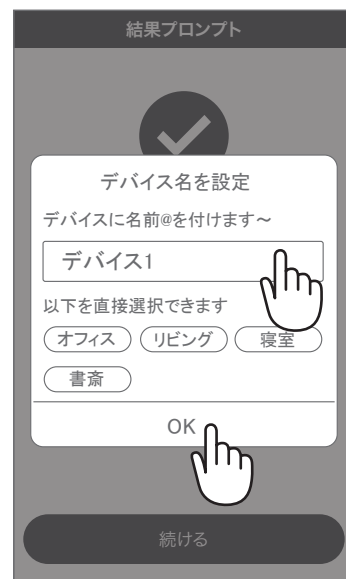 結果プロンプト
デバイス名を設定
デバイスに名前@を付けます～
デバイス1
以下を直接選択できます
オフィス リビング 寝室
書斎
OK
続ける